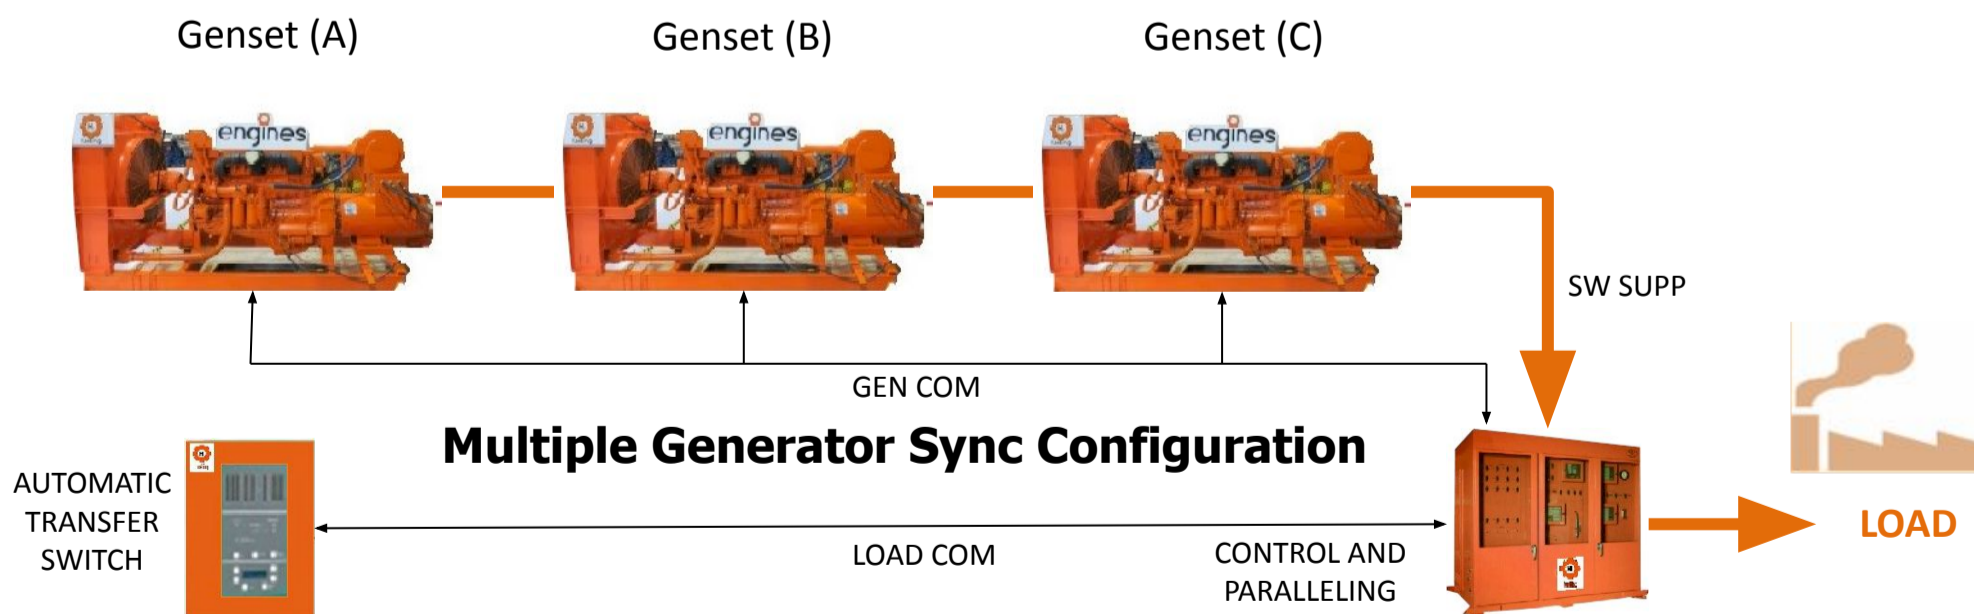 Genset (A)
Genset (B)
Genset (C)
engines
engines
engines
SW SUPP
GEN COM
Multiple Generator Sync Configuration
AUTOMATIC
TRANSFER
SWITCH
LOAD COM
CONTROL AND
PARALLELING
LOAD